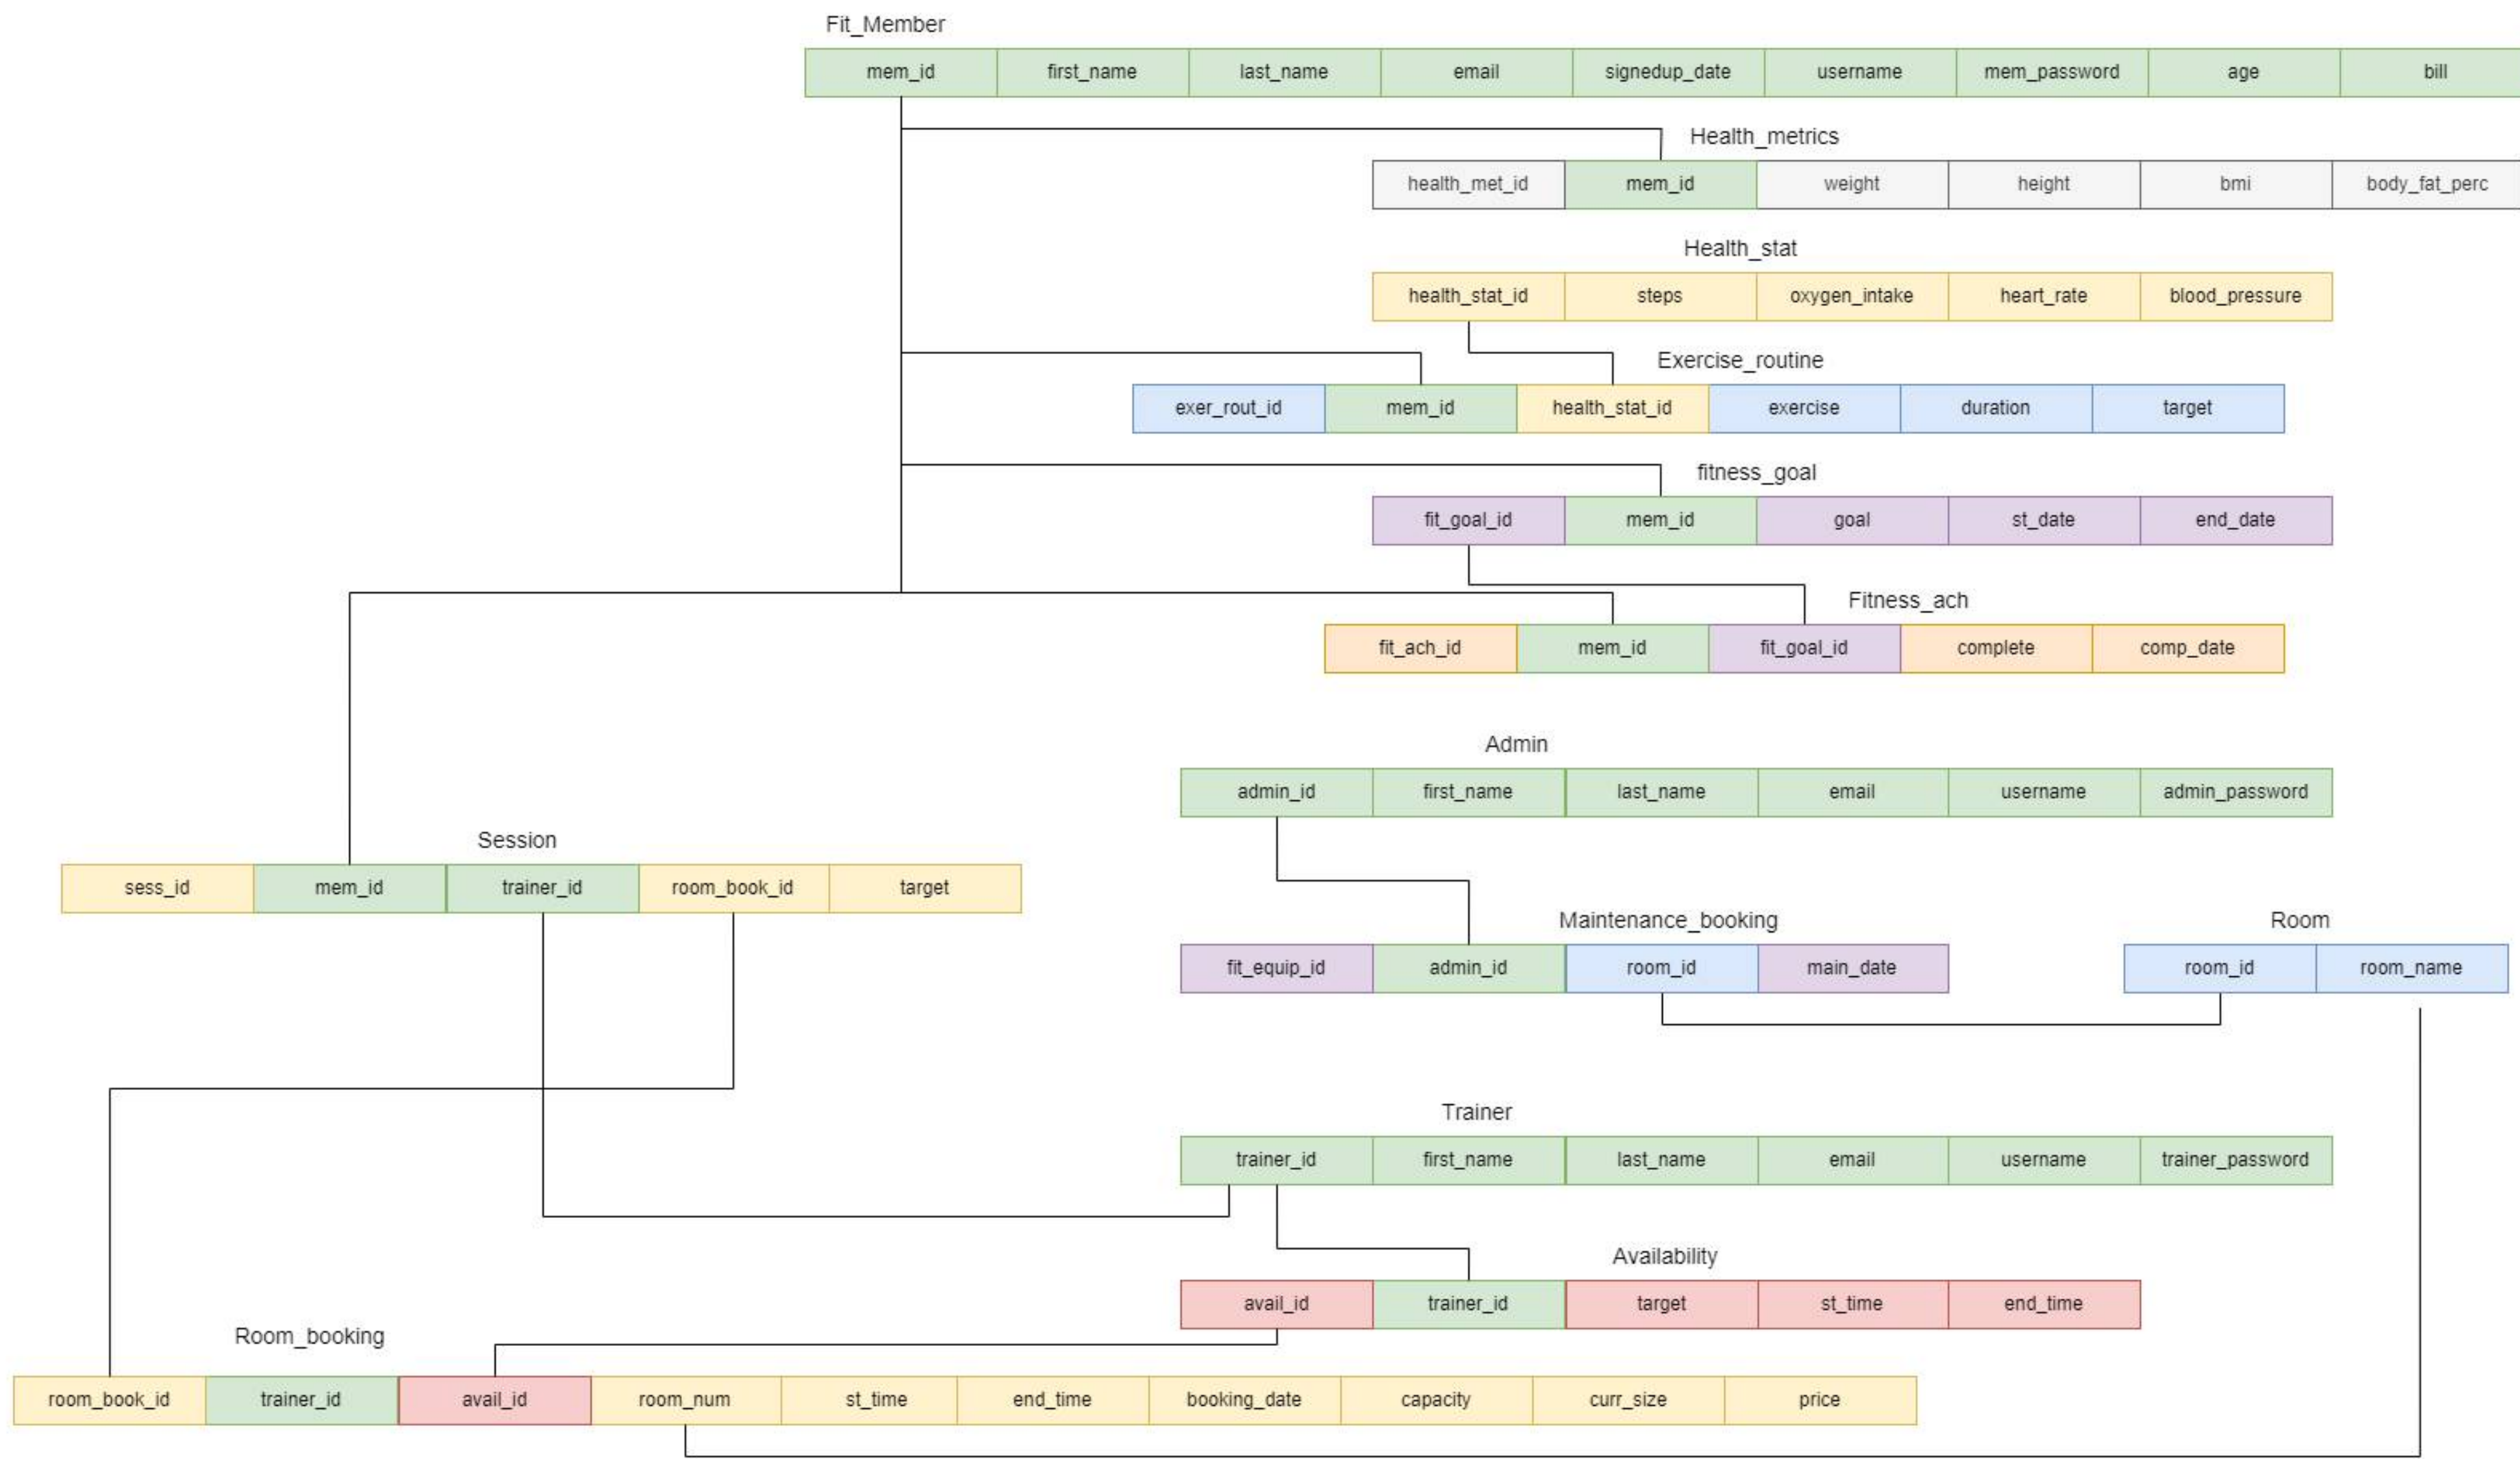 Fit_Member
mem_id first_name last_name email signedup_date username mem_password age bill
Health_metrics
health_met_id mem_id weight height bmi body_fat_perc
Health_stat
health_stat_id steps oxygen_intake heart_rate blood_pressure
Exercise_routine
exer_rout_id mem_id health_stat_id exercise duration target
fitness_goal
fit_goal_id mem_id goal st_date end_date
Fitness_ach
fit_ach_id mem_id fit_goal_id complete comp_date
Admin
admin_id first_name last_name email username admin_password
Session
sess_id mem_id trainer_id room_book_id target
Maintenance_booking
fit_equip_id admin_id room_id main_date
Room
room_id room_name
Trainer
trainer_id first_name last_name email username trainer_password
Availability
avail_id trainer_id target st_time end_time
Room_booking
room_book_id trainer_id avail_id room_num st_time end_time booking_date capacity curr_size price